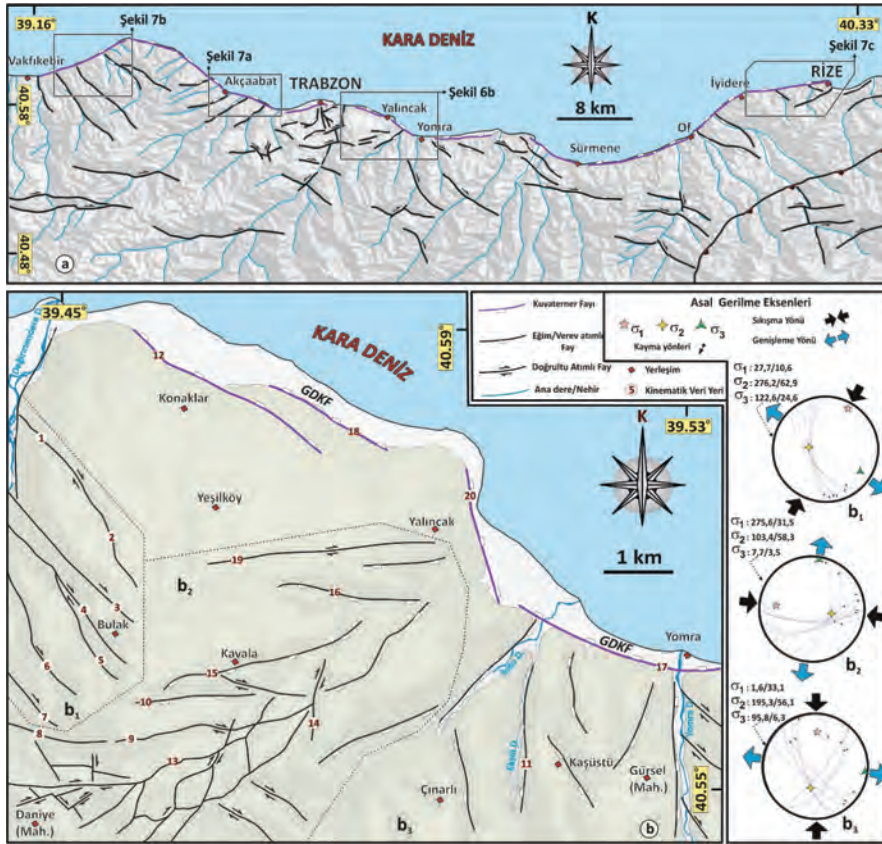 39.16°
40.33°
Şekil 7b
KARA DENİZ
K
Şekil 7c
Vakfıkebir
Şekil 7a
Akçaabat
TRABZON
Şekil 6b
RİZE
İyidere
40.58°
Yalıncak
8 km
Yomra
Of
Sürmene
40.48°
a
39.45°
KARA DENİZ
40.59°
Değirmendere D.
12
Konaklar
GDKF
18
K
39.53°
1
20
Yeşilköy
Yalıncak
2
19
1 km
b2
16
4
3
Bulak
Kavala
GDKF
Yomra
5
15
17
6
10
b1
7
14
8
9
Yomra D.
13
11
Kaşüstü
Gürsel
(Mah.)
Çınarlı
40.55°
Daniye
(Mah.)
b3
b
Kuvaterner Fayı
Eğim/Verev atımlı
Fay
Doğrultu Atımlı Fay
Yerleşim
Ana dere/Nehir
5 Kinematik Veri Yeri
Asal Gerilme Eksenleri
σ1 σ2 σ3
Sıkışma Yönü
Kayma yönleri
Genişleme Yönü
σ1 : 27,7/10,6
σ2 : 276,2/62,9
σ3 : 122,6/24,6
b1
σ1 : 275,6/31,5
σ2 : 103,4/58,3
σ3 : 7,7/3,5
b2
σ1 : 1,6/33,1
σ2 : 195,3/56,1
σ3 : 95,8/6,3
b3